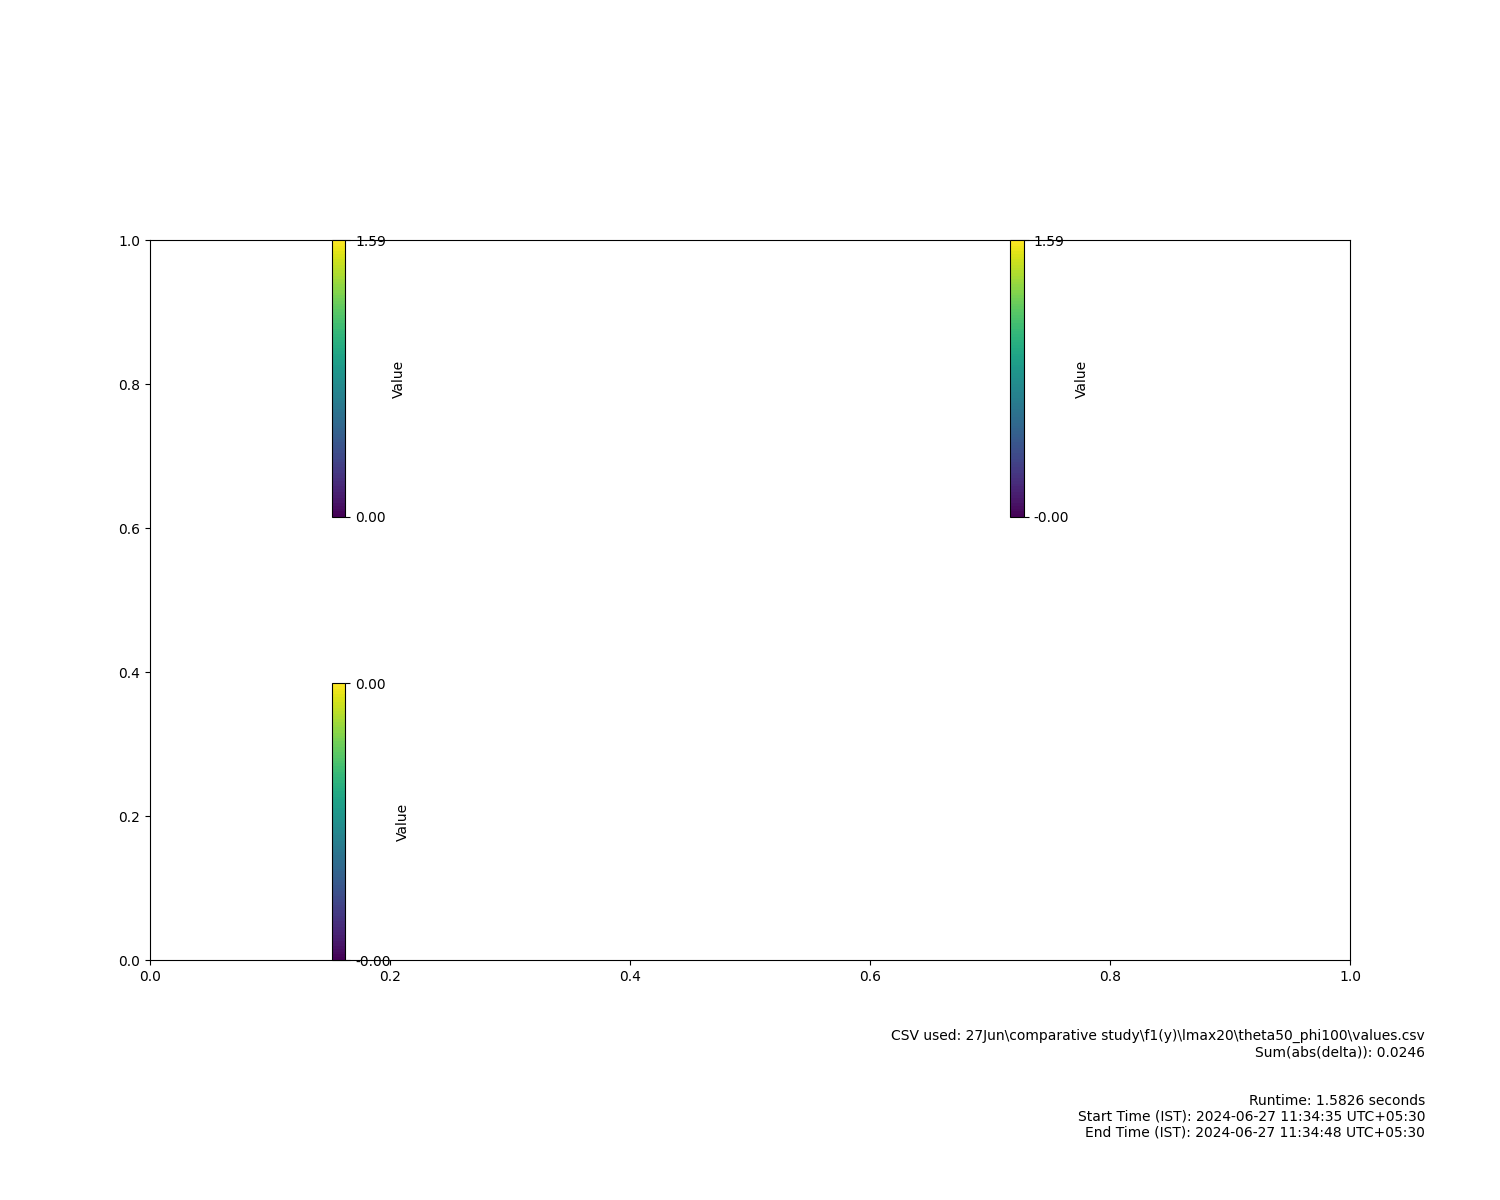 1.0
1.59
1.59
0.8
Value
Value
0.6
0.00
-0.00
0.4
0.00
0.2
Value
0.0
-0.00
0.0
0.2
0.4
0.6
0.8
1.0
CSV used: 27Jun\comparative study\f1(y)\lmax20\theta50_phi100\values.csv
Sum(abs(delta)): 0.0246
Runtime: 1.5826 seconds
Start Time (IST): 2024-06-27 11:34:35 UTC+05:30
End Time (IST): 2024-06-27 11:34:48 UTC+05:30